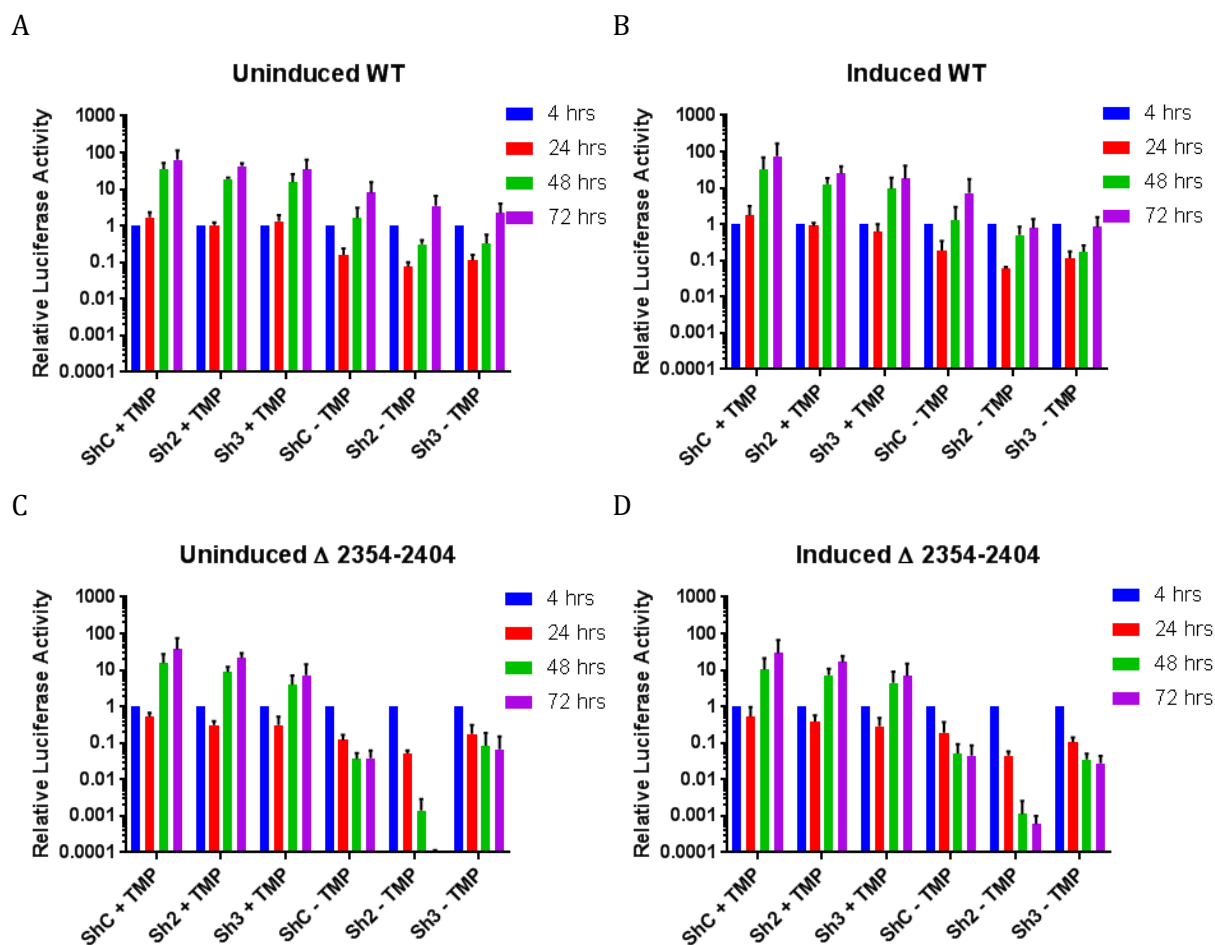 A
Uninduced WT
Relative Luciferase Activity
1000
100
10
1
0.1
0.01
0.001
0.0001
4 hrs
24 hrs
48 hrs
72 hrs
ShC + TMP
Sh2 + TMP
Sh3 + TMP
ShC - TMP
Sh2 - TMP
Sh3 - TMP
B
Induced WT
Relative Luciferase Activity
1000
100
10
1
0.1
0.01
0.001
0.0001
4 hrs
24 hrs
48 hrs
72 hrs
ShC + TMP
Sh2 + TMP
Sh3 + TMP
ShC - TMP
Sh2 - TMP
Sh3 - TMP
C
Uninduced Δ 2354-2404
Relative Luciferase Activity
1000
100
10
1
0.1
0.01
0.001
0.0001
4 hrs
24 hrs
48 hrs
72 hrs
ShC + TMP
Sh2 + TMP
Sh3 + TMP
ShC - TMP
Sh2 - TMP
Sh3 - TMP
D
Induced Δ 2354-2404
Relative Luciferase Activity
1000
100
10
1
0.1
0.01
0.001
0.0001
4 hrs
24 hrs
48 hrs
72 hrs
ShC + TMP
Sh2 + TMP
Sh3 + TMP
ShC - TMP
Sh2 - TMP
Sh3 - TMP